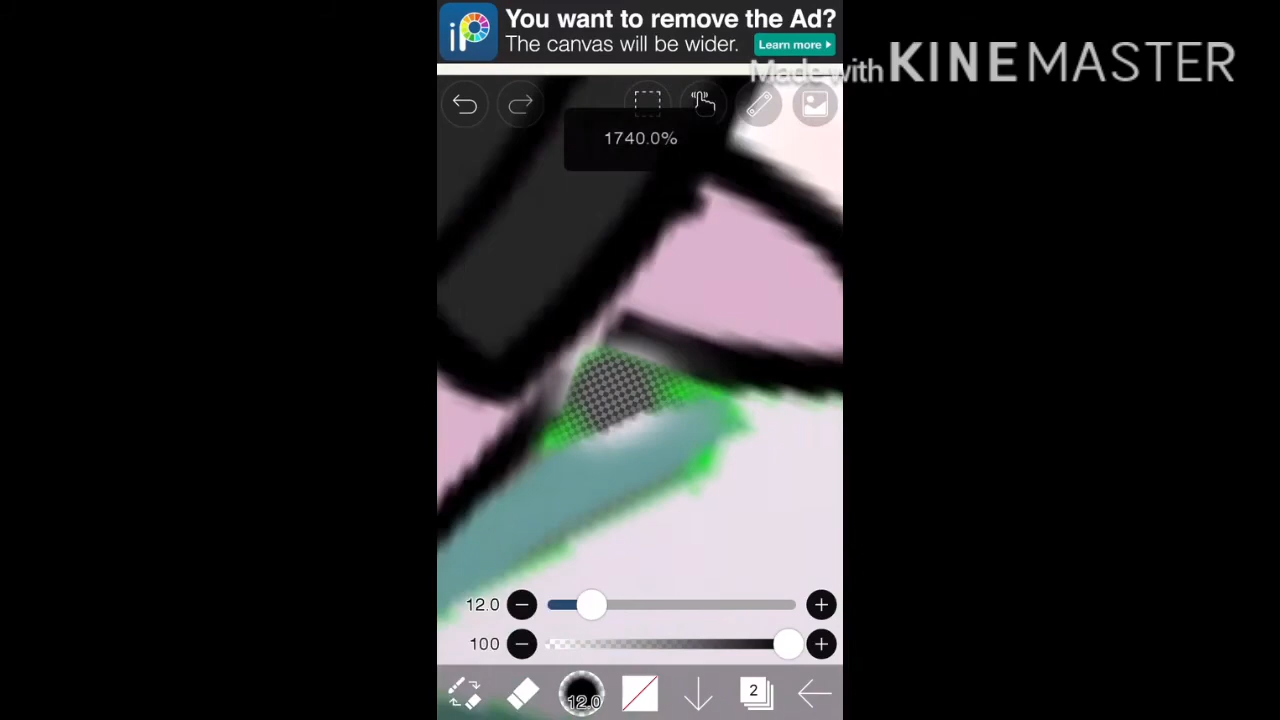 iP
You want to remove the Ad?
The canvas will be wider.
Learn more
Made with KINEMASTER
1740.0%
12.0
100
12.0
2